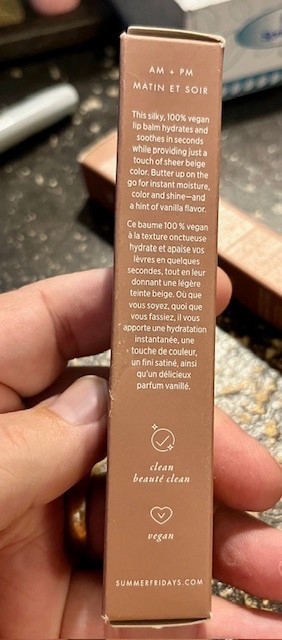 AM + PM
MATIN ET SOIR
This silky, 100% vegan
lip balm hydrates and
soothes in seconds
while providing just a
touch of sheer beige
color. Butter up on the
go for instant moisture,
color and shine—and
a hint of vanilla flavor.
Ce baume 100 % vegan
à la texture onctueuse
hydrate et apaise vos
lèvres en quelques
secondes, tout en leur
donnant une légère
teinte beige. Où que
vous soyez, quoi que
vous fassiez, il vous
apporte une hydratation
instantanée, une
touche de couleur,
un fini satiné, ainsi
qu'un délicieux
parfum vanillé.
clean
beauté clean
vegan
SUMMERFRIDAYS.COM